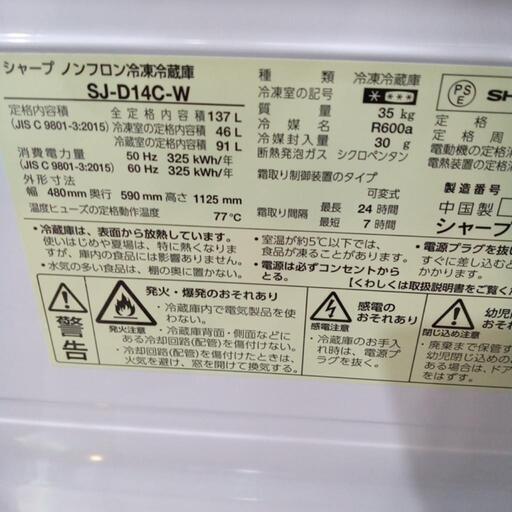 シャープ ノンフロン冷凍冷蔵庫
SJ-D14C-W
定格内容積 全定格内容積 137 L
(JIS C 9801-3:2015) 冷凍室の定格内容積 46 L
冷蔵室の定格内容積 91 L
消費電力量 50 Hz 325 kWh/年
(JIS C 9801-3:2015) 60 Hz 325 kWh/年
外形寸法
幅 480mm 奥行 590 mm 高さ 1125 mm
温度ヒューズの定格動作温度 77℃
種類 冷凍冷蔵庫
冷凍室の記号
質量 35 kg
冷媒名 R600a
冷媒封入量 30 g
断熱発泡ガス シクロペンタン
霜取り制御装置のタイプ
可変式
霜取り間隔 最長 24 時間
最短 7 時間
PS
E
SH
定格
定格周
電動機の定格消
電熱装置の定格消
製造番号
中国製
シャープ
・冷蔵庫は、表面から放熱しています。
使いはじめや夏場は、特に熱くなりま
すが、庫内の食品には影響ありません。
・水気の多い食品は、棚の奥に置かない。
・室温が約5℃以下では、
食品が凍ることがあります。
・電源は必ずコンセントから
とる。
・電源プラグを抜いた
すぐに差し込むと
かかります。
【くわしくは取扱説明書をご覧く
警告
発火・爆発のおそれあり
発火注意
・冷蔵庫内で電気製品を使
わない。
・冷蔵庫背面・側面などに
ある冷却回路(配管)を傷付けない。
・冷却回路(配管)を傷付けたときは、
火気を避け、窓を開けて換気する。
感電の
おそれあり
感電注意
・冷蔵庫のお手入
れ時は、電源プ
ラグを抜く。
幼児閉
の
閉じ込め注意
・廃棄まで保管す
幼児閉じ込めの
ある場合は、ドア